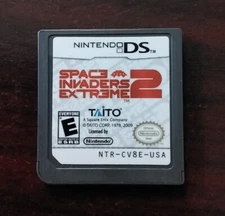 NINTENDO DS
SPACE
INVADERS
EXTREME 2
TAITO
A Square Enix Company
© TAITO CORP. 1978, 2009
EVERYONE
E
ESRB
Licensed by
Nintendo
NTR-CV8E-USA